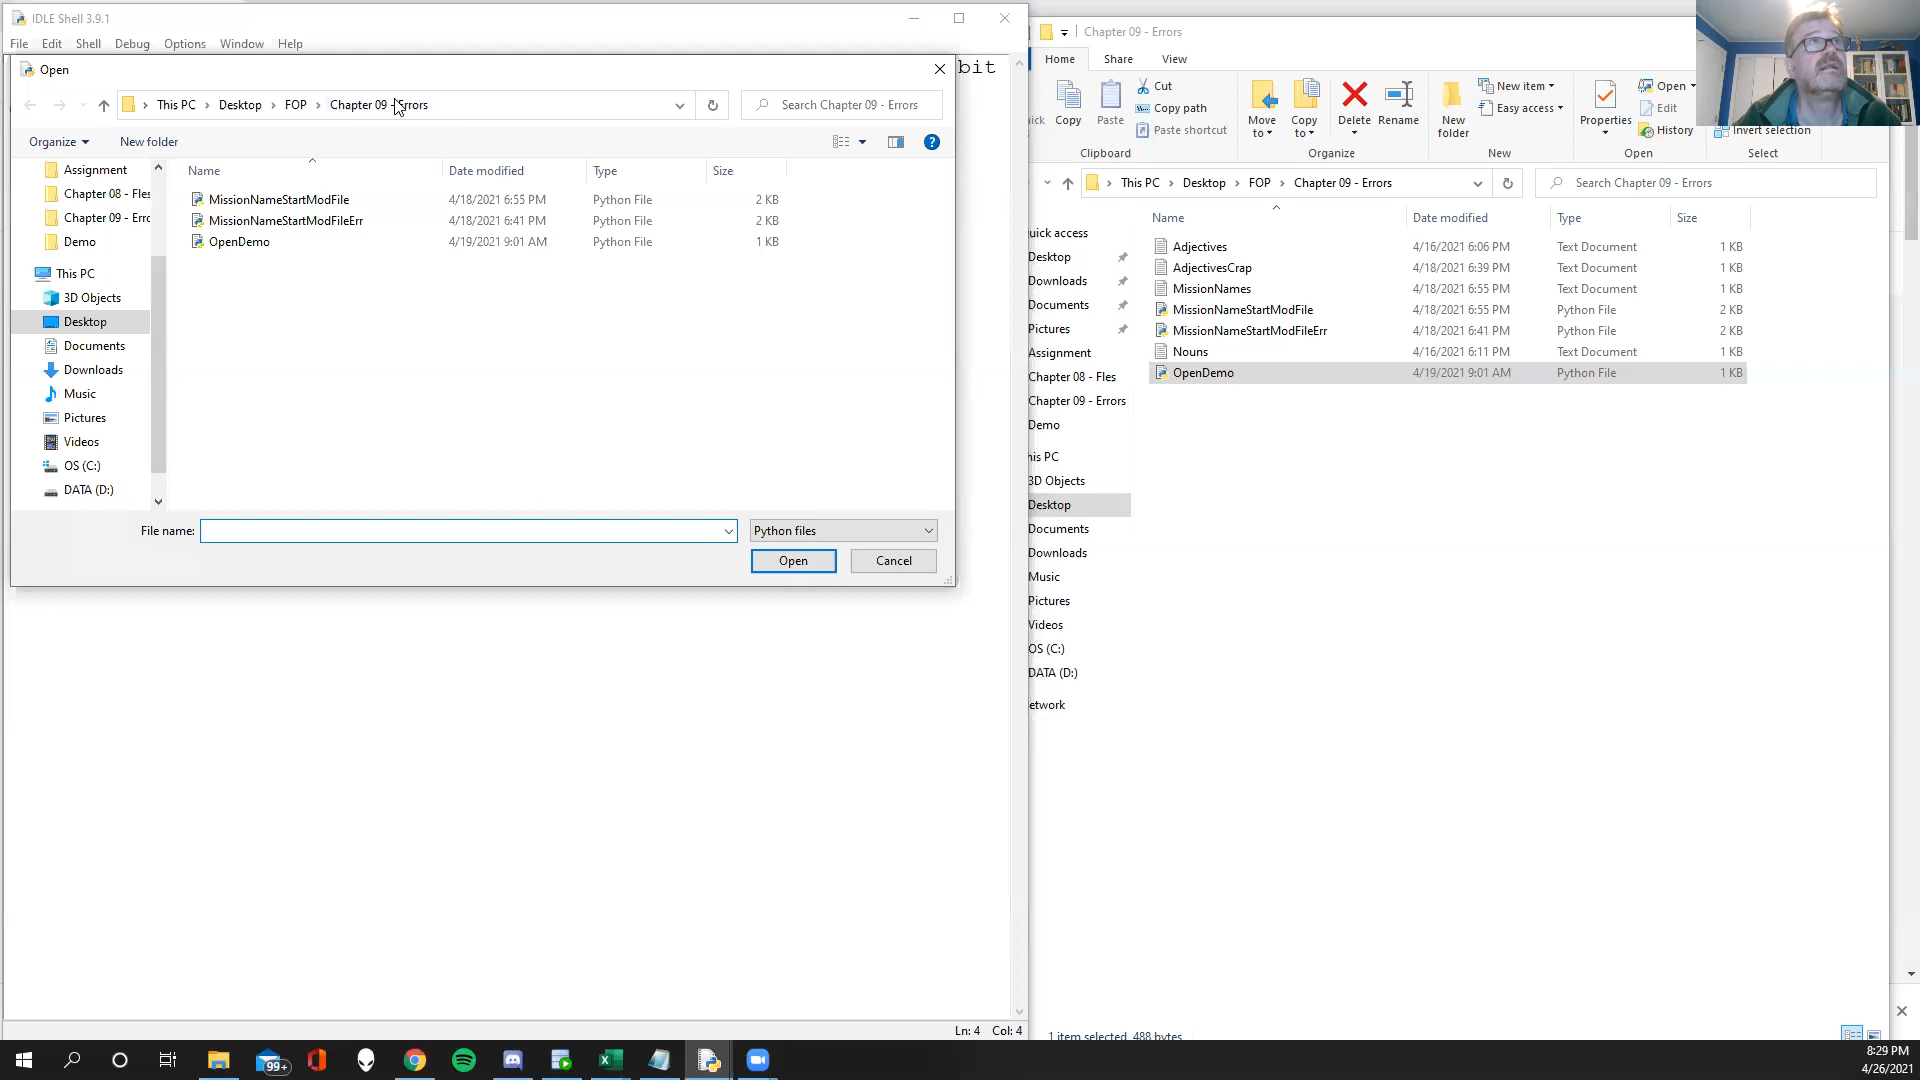 IDLE Shell 3.9.1
File Edit Shell Debug Options Window Help
bit
Open
This PC Desktop FOP Chapter 09 - Errors
Search Chapter 09 - Errors
Organize New folder
Name Date modified Type Size
Assignment
Chapter 08 - Fles
Chapter 09 - Errc
Demo
This PC
3D Objects
Desktop
Documents
Downloads
Music
Pictures
Videos
OS (C:)
DATA (D:)
MissionNameStartModFile 4/18/2021 6:55 PM Python File 2 KB
MissionNameStartModFileErr 4/18/2021 6:41 PM Python File 2 KB
OpenDemo 4/19/2021 9:01 AM Python File 1 KB
File name: Python files
Open Cancel
Ln: 4 Col: 4
Chapter 09 - Errors
Home Share View
Copy
Paste
Cut
Copy path
Paste shortcut
Clipboard
Move to
Copy to
Delete
Rename
Organize
New folder
New item
Easy access
New
Properties
Open
Edit
History
Open
Invert selection
Select
This PC Desktop FOP Chapter 09 - Errors
Search Chapter 09 - Errors
Name Date modified Type Size
uick access
Desktop
Downloads
Documents
Pictures
Assignment
Chapter 08 - Fles
Chapter 09 - Errors
Demo
his PC
3D Objects
Desktop
Documents
Downloads
Music
Pictures
Videos
OS (C:)
DATA (D:)
etwork
Adjectives 4/16/2021 6:06 PM Text Document 1 KB
AdjectivesCrap 4/18/2021 6:39 PM Text Document 1 KB
MissionNames 4/18/2021 6:55 PM Text Document 1 KB
MissionNameStartModFile 4/18/2021 6:55 PM Python File 2 KB
MissionNameStartModFileErr 4/18/2021 6:41 PM Python File 2 KB
Nouns 4/16/2021 6:11 PM Text Document 1 KB
OpenDemo 4/19/2021 9:01 AM Python File 1 KB
1 item selected 488 bytes
99+
8:29 PM
4/26/2021